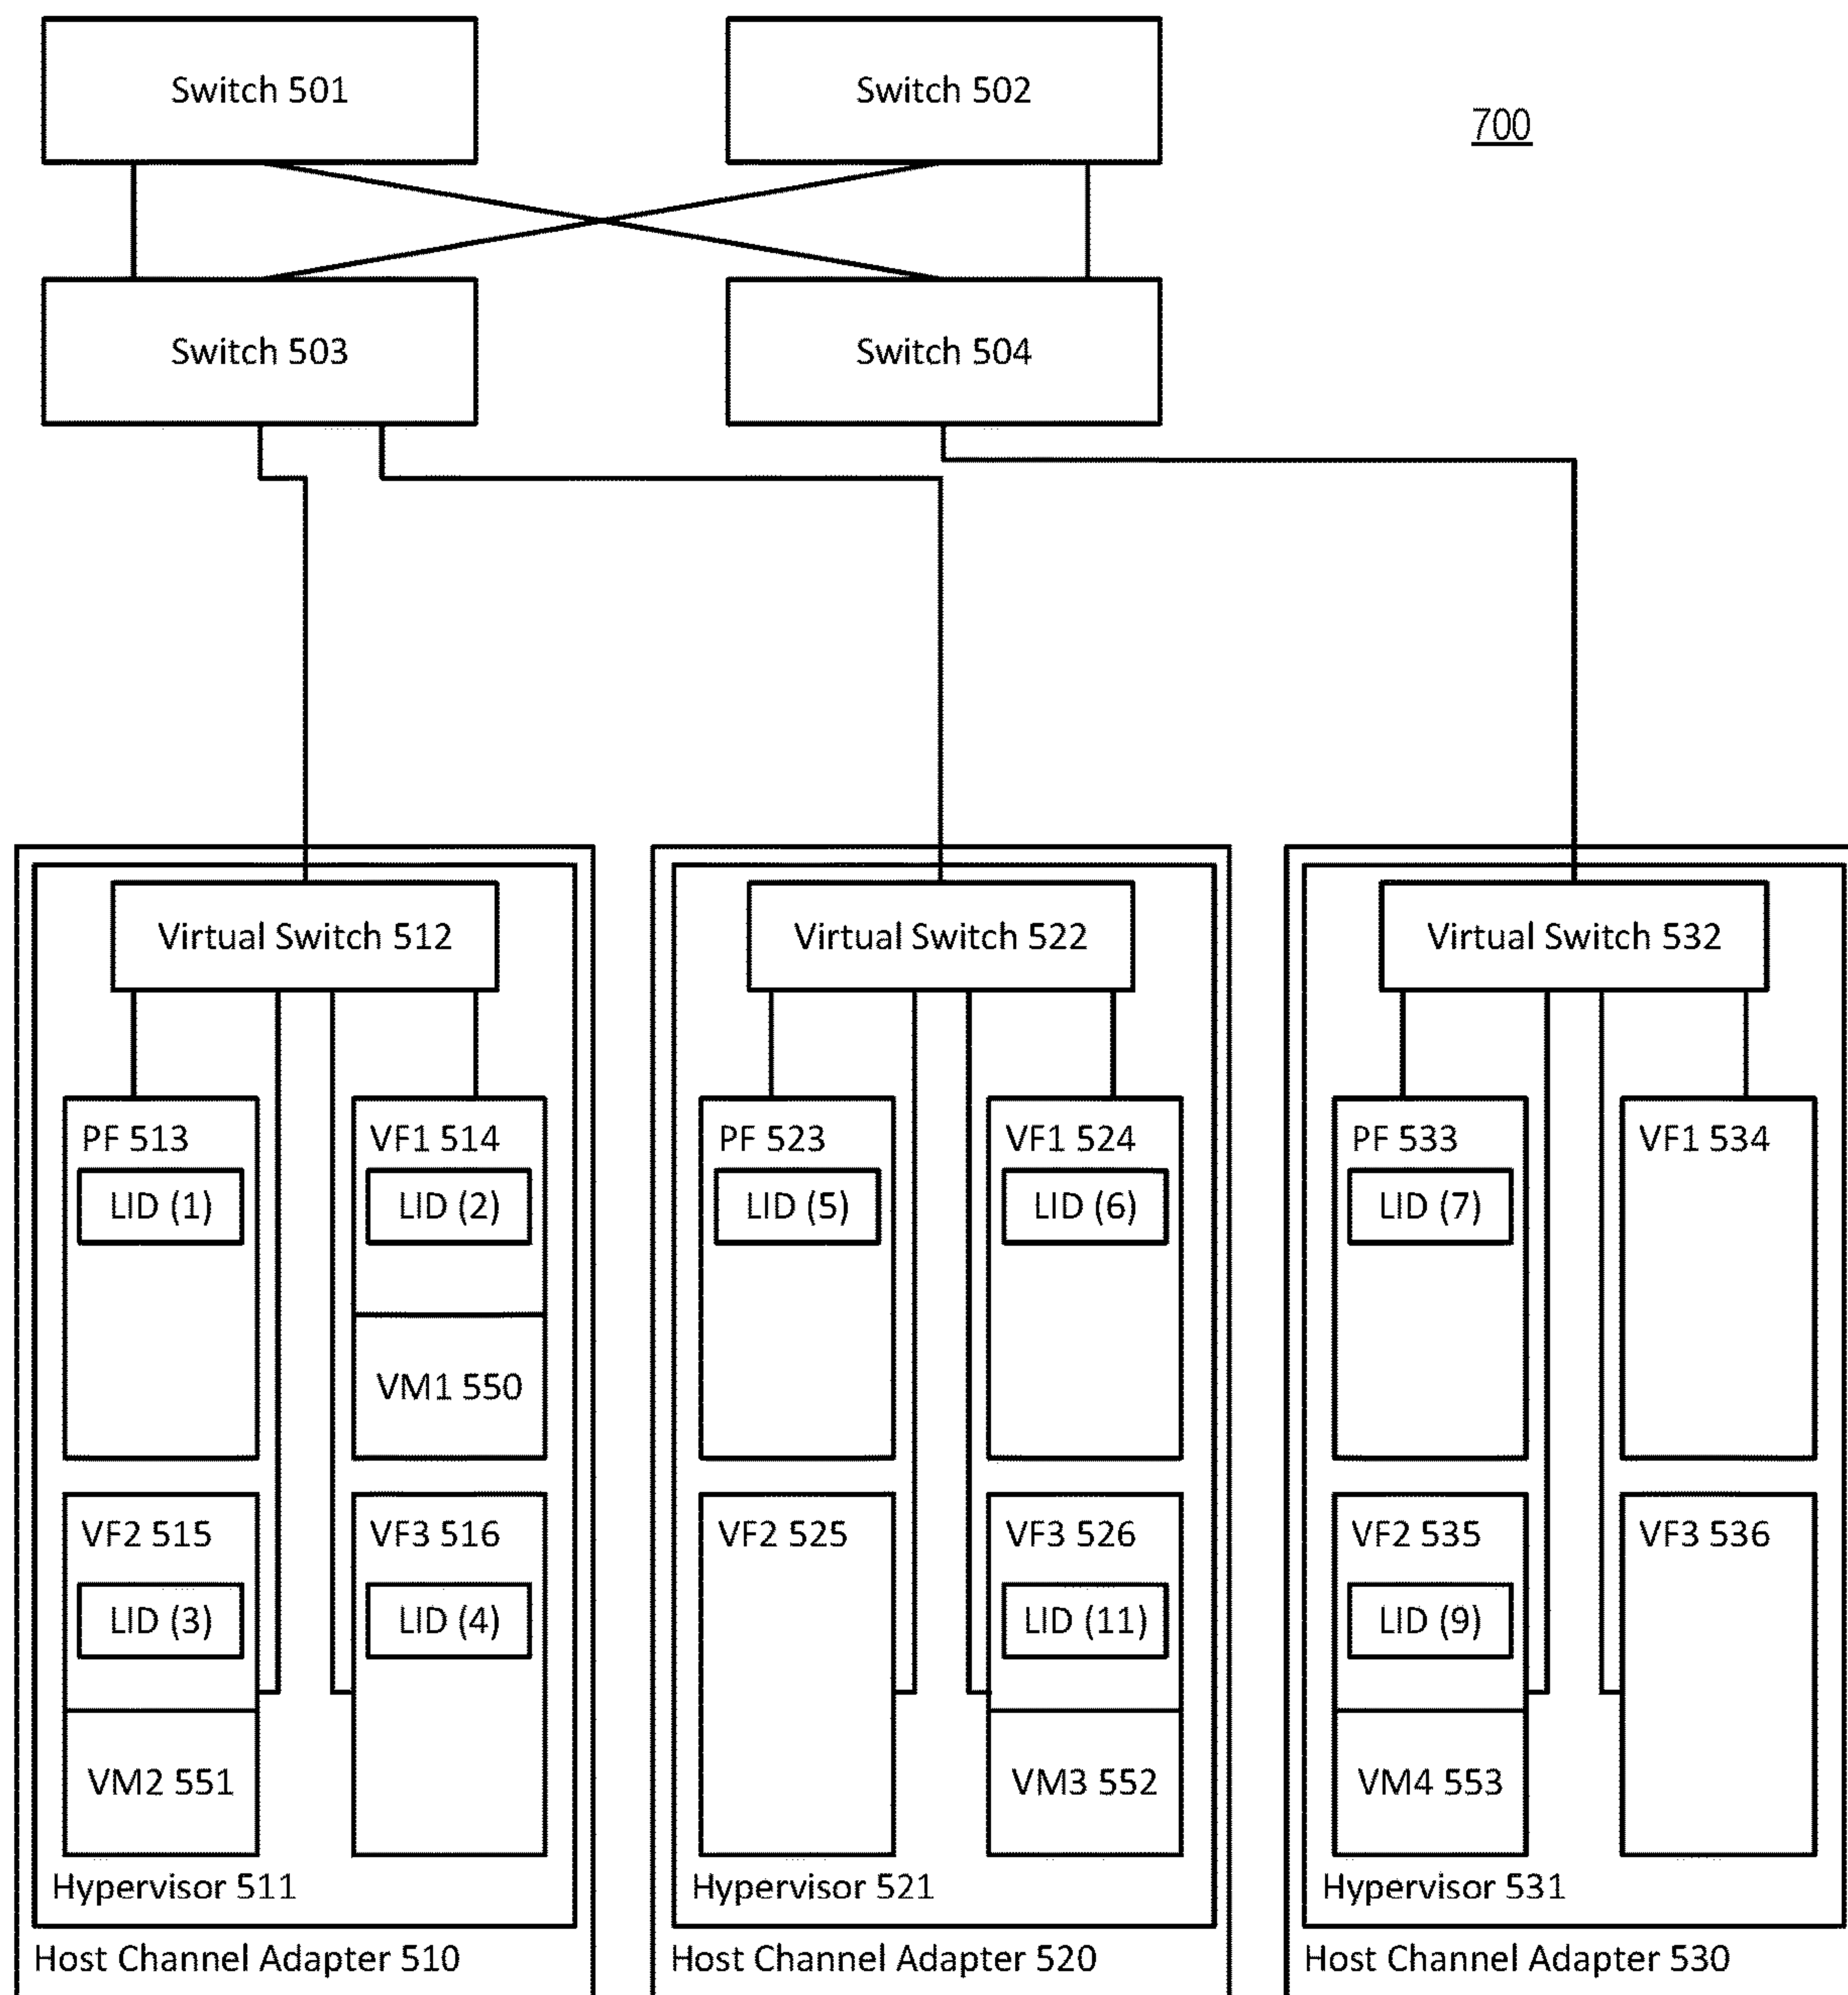 Switch 501
Switch 502
700
Switch 503
Switch 504
Virtual Switch 512
Virtual Switch 522
Virtual Switch 532
PF 513
LID (1)
VF1 514
LID (2)
VM1 550
PF 523
LID (5)
VF1 524
LID (6)
PF 533
LID (7)
VF1 534
VF2 515
LID (3)
VM2 551
VF3 516
LID (4)
VF2 525
VF3 526
LID (11)
VM3 552
VF2 535
LID (9)
VM4 553
VF3 536
Hypervisor 511
Hypervisor 521
Hypervisor 531
Host Channel Adapter 510
Host Channel Adapter 520
Host Channel Adapter 530